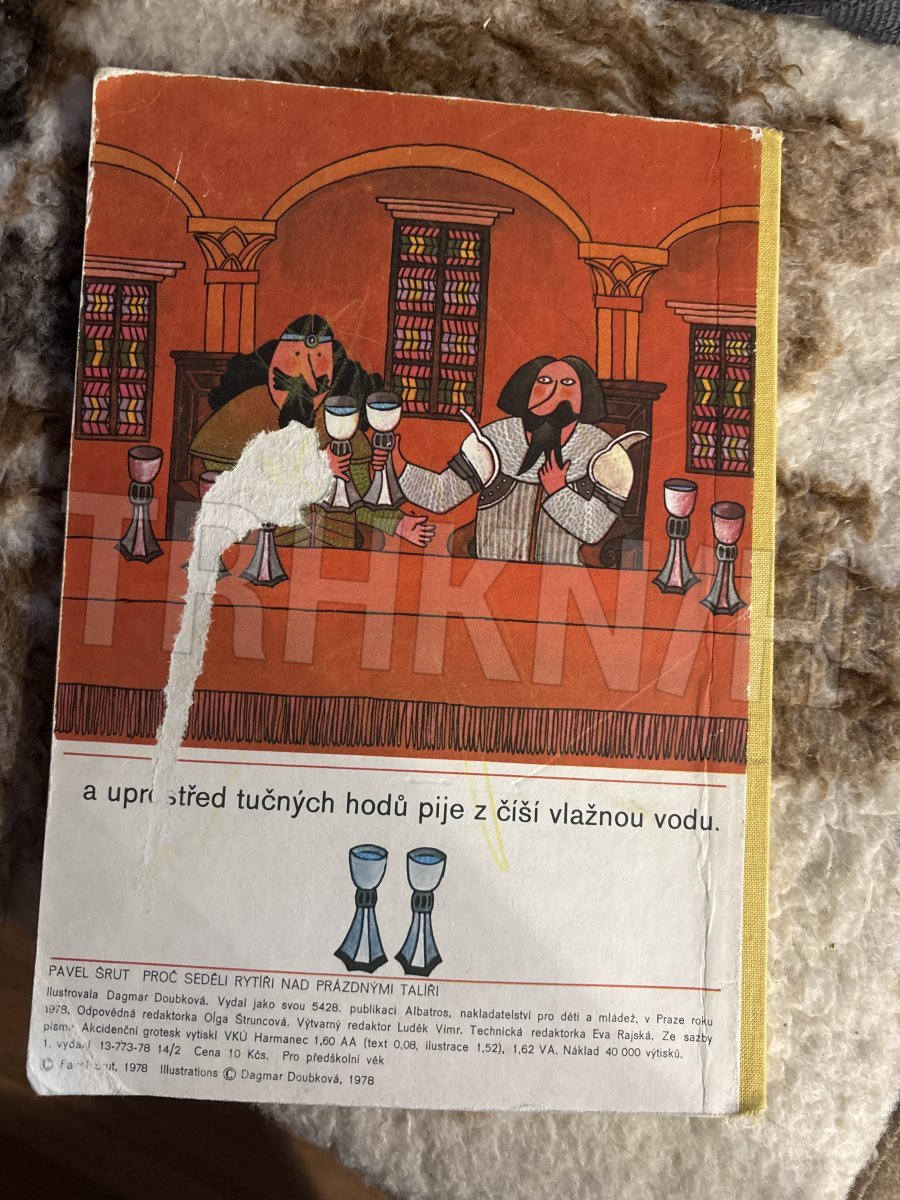 TRHKNIH
a uprostřed tučných hodů pije z číší vlažnou vodu.
PAVEL ŠRUT PROČ SEDĚLI RYTÍŘI NAD PRÁZDNÝMI TALÍŘI
Ilustrovala Dagmar Doubková. Vydal jako svou 5428. publikaci Albatros, nakladatelství pro děti a mládež, v Praze roku
1978. Odpovědná redaktorka Olga Štruncová. Výtvarný redaktor Luděk Vimr. Technická redaktorka Eva Rajská. Ze sazby
písma Akcidenční grotesk vytiskl VKÚ Harmanec 1,60 AA (text 0,08, ilustrace 1,52), 1,62 VA. Náklad 40 000 výtisků.
1. vydání 13-773-78 14/2 Cena 10 Kčs. Pro předškolní věk
© Pavel Šrut, 1978 Illustrations © Dagmar Doubková, 1978